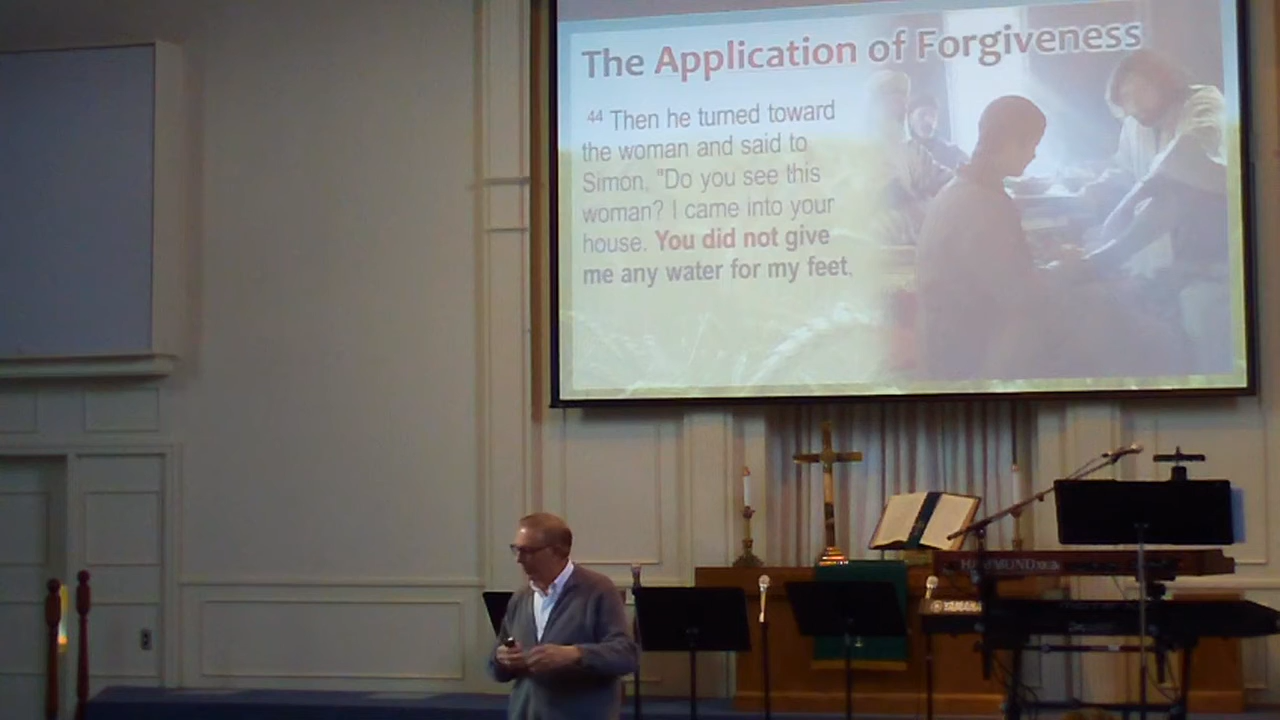 The Application of Forgiveness
44 Then he turned toward
the woman and said to
Simon, "Do you see this
woman? I came into your
house. You did not give
me any water for my feet,
HAMMOND
YAMAHA